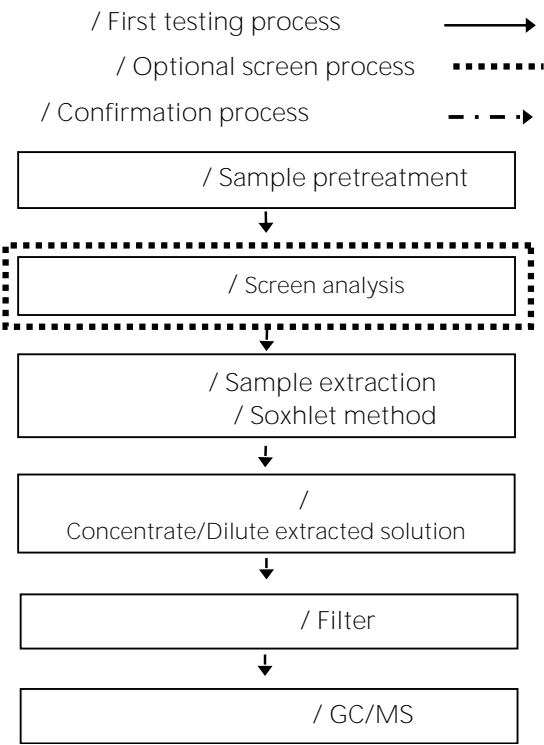 / First testing process
/ Optional screen process
/ Confirmation process
/ Sample pretreatment
/ Screen analysis
/ Sample extraction
/ Soxhlet method
/
Concentrate/Dilute extracted solution
/ Filter
/ GC/MS